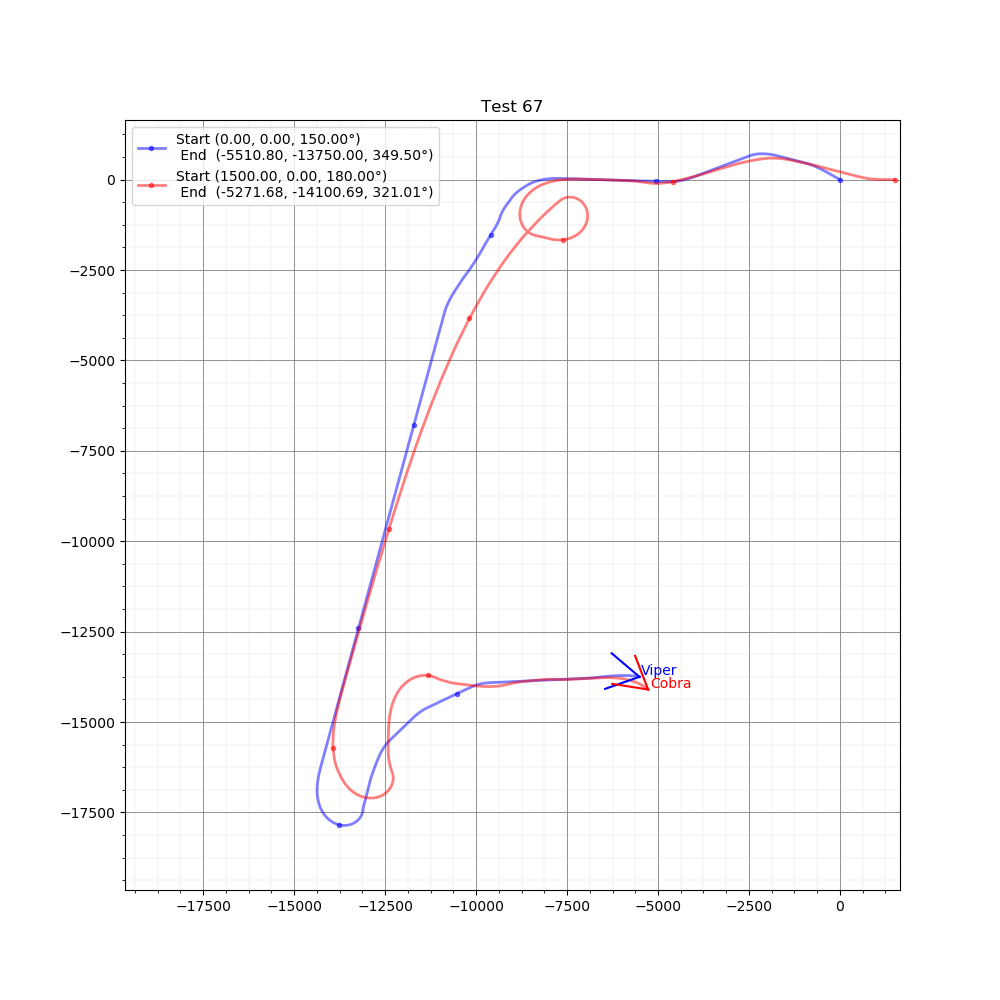 Test 67
Start (0.00, 0.00, 150.00°)
End  (-5510.80, -13750.00, 349.50°)
Start (1500.00, 0.00, 180.00°)
End  (-5271.68, -14100.69, 321.01°)
0
−2500
−5000
−7500
−10000
−12500
−15000
−17500
Viper
Cobra
−17500 −15000 −12500 −10000 −7500 −5000 −2500 0